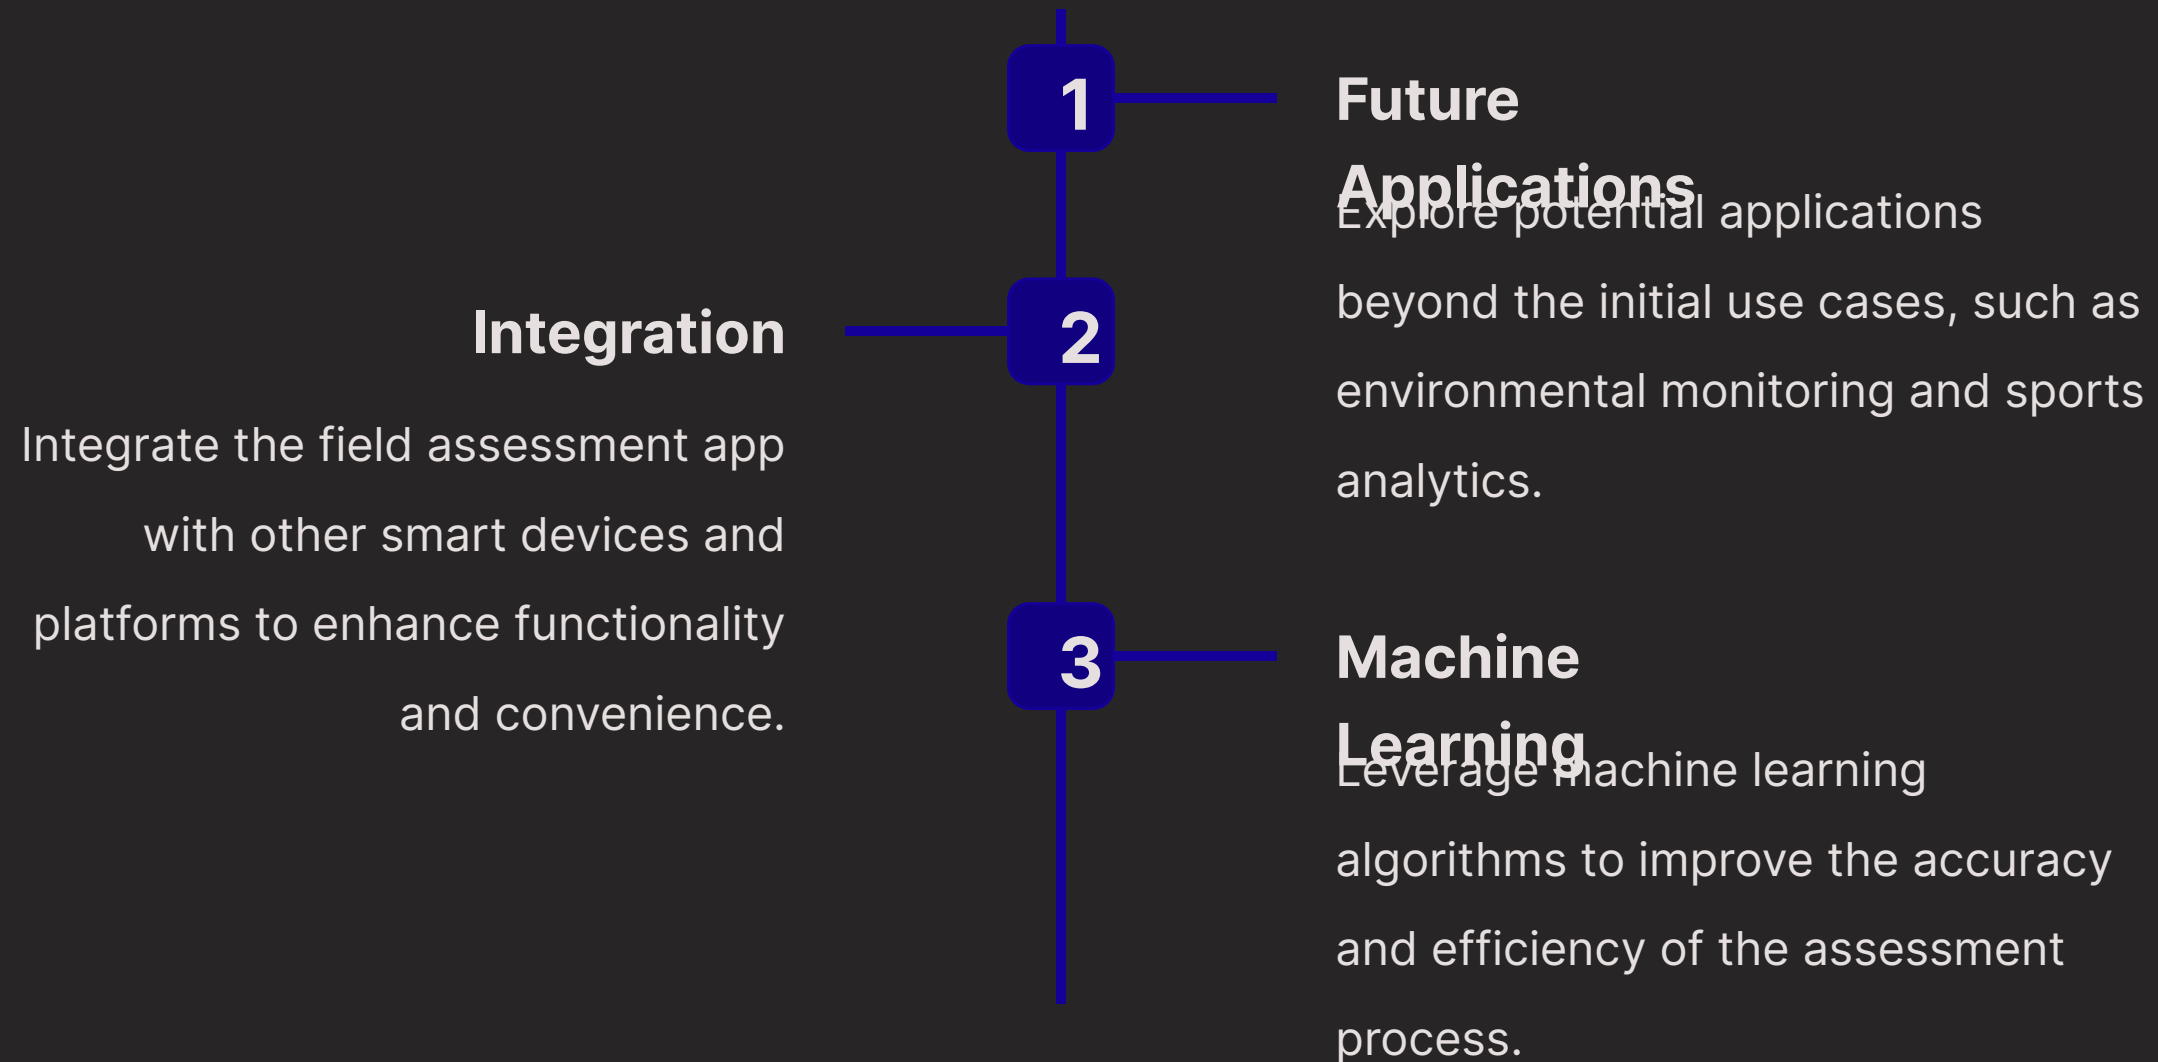 1
Future
Applications
Explore potential applications
beyond the initial use cases, such as
environmental monitoring and sports
analytics.
2
Integration
Integrate the field assessment app
with other smart devices and
platforms to enhance functionality
and convenience.
3
Machine
Learning
Leverage machine learning
algorithms to improve the accuracy
and efficiency of the assessment
process.